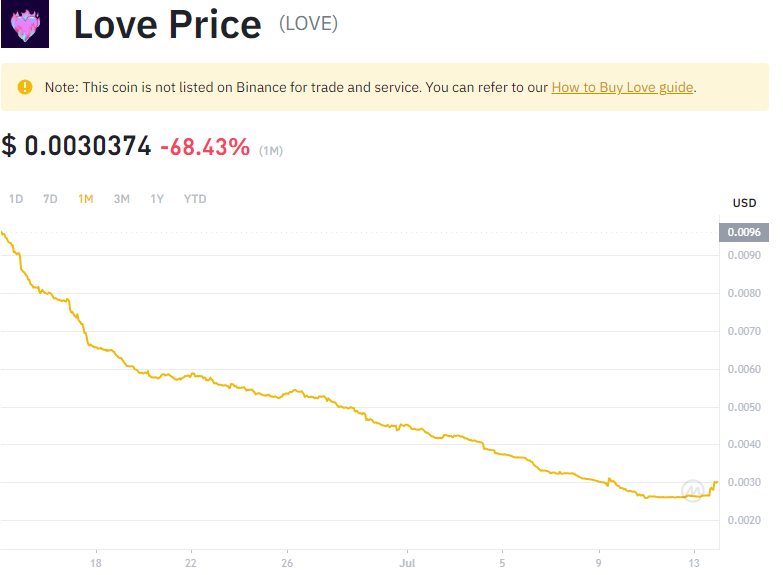 Love Price (LOVE)
Note: This coin is not listed on Binance for trade and service. You can refer to our How to Buy Love guide.
$ 0.0030374 -68.43% (1M)
1D 7D 1M 3M 1Y YTD
USD
0.0096
0.0090
0.0080
0.0070
0.0060
0.0050
0.0040
0.0030
0.0020
18 22 26 Jul 5 9 13